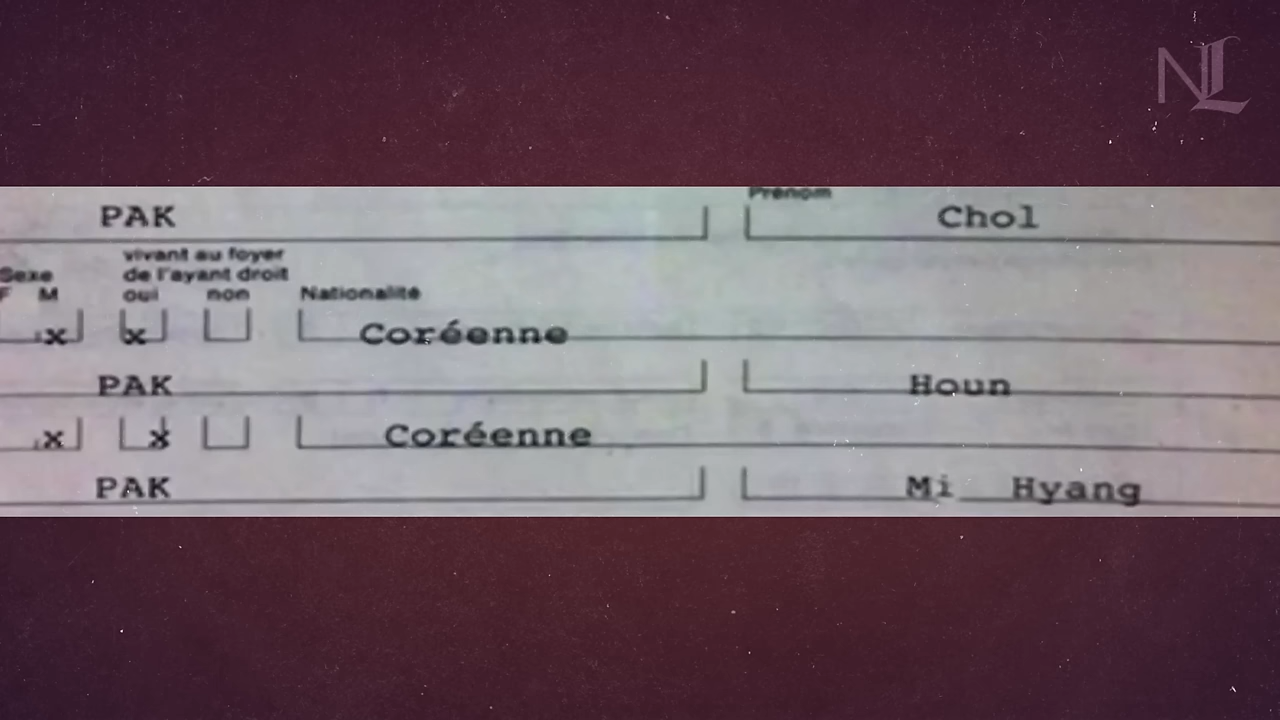 NL
Prénom
PAK Chol
vivant au foyer
Sexe de l'ayant droit
F M oui non Nationalité
x x Coréenne
PAK Houn
x x Coréenne
PAK Mi Hyang